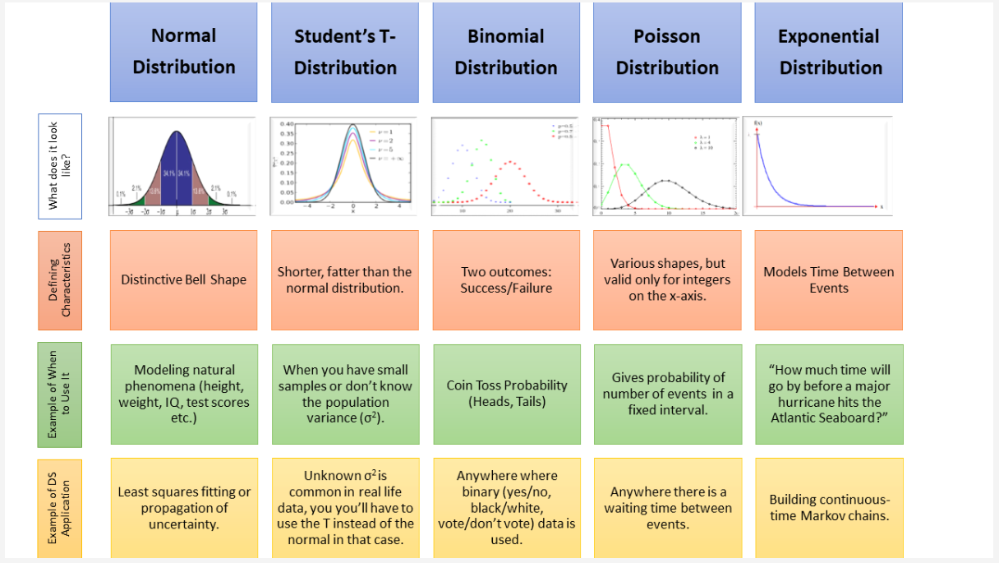 Normal
Distribution
Student’s T-
Distribution
Binomial
Distribution
Poisson
Distribution
Exponential
Distribution
What does it look
like?
0.1%
2.1%
13.6%
34.1%
34.1%
13.6%
2.1%
0.1%
−3σ
−2σ
−1σ
μ
1σ
2σ
3σ
0.40
0.35
0.30
0.25
0.20
0.15
0.10
0.05
0.00
−4
−2
0
2
4
x
ν=1
ν=2
ν=5
ν=+∞
10
20
30
0
5
10
15
λ=1
λ=4
λ=10
f(x)
x
Defining
Characteristics
Distinctive Bell Shape
Shorter, fatter than the
normal distribution.
Two outcomes:
Success/Failure
Various shapes, but
valid only for integers
on the x-axis.
Models Time Between
Events
Example of When
to Use It
Modeling natural
phenomena (height,
weight, IQ, test scores
etc.)
When you have small
samples or don’t know
the population
variance (σ²).
Coin Toss Probability
(Heads, Tails)
Gives probability of
number of events in a
fixed interval.
“How much time will
go by before a major
hurricane hits the
Atlantic Seaboard?”
Example of DS
Application
Least squares fitting or
propagation of
uncertainty.
Unknown σ² is
common in real life
data, you you’ll have to
use the T instead of the
normal in that case.
Anywhere where
binary (yes/no,
black/white,
vote/don’t vote) data is
used.
Anywhere there is a
waiting time between
events.
Building continuous-
time Markov chains.